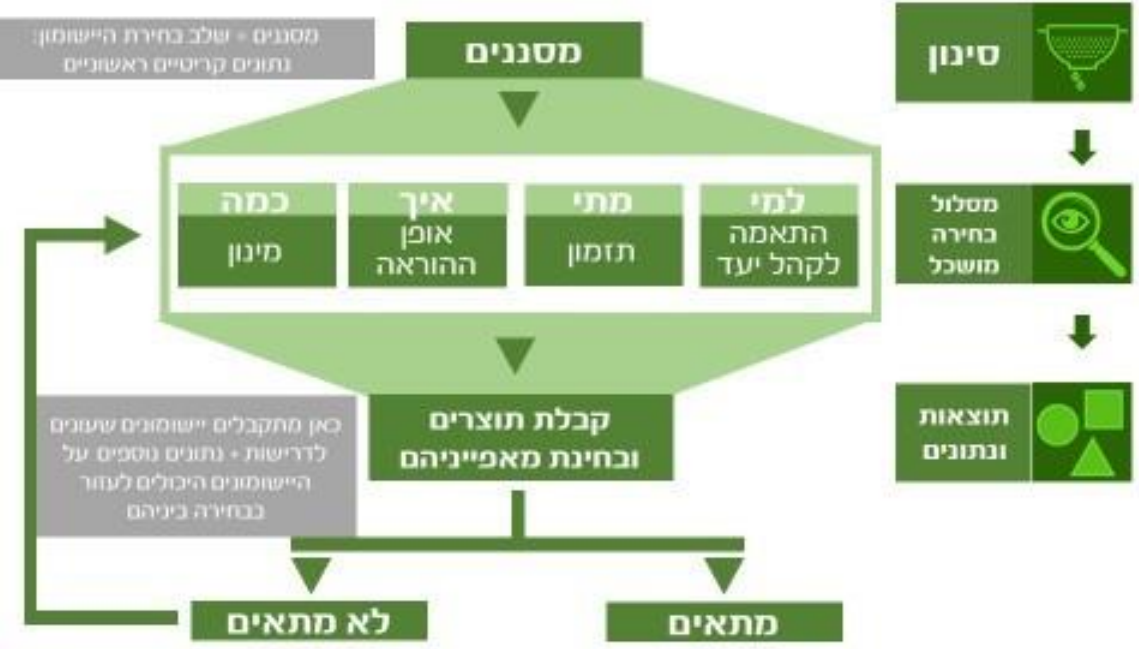 סינון
מסלול
בחירה
מושכל
תוצאות
ונתונים
מסננים
מסננים = שלב בחירת היישומון:
נתונים קריטיים ראשוניים
למי
התאמה
לקהל יעד
מתי
תזמון
איך
אופן
ההוראה
כמה
מינון
קבלת תוצרים
ובחינת מאפייניהם
כאן מתקבלים יישומונים שעונים
לדרישות + נתונים נוספים על
היישומונים היכולים לעזור
בבחירה ביניהם
מתאים
לא מתאים